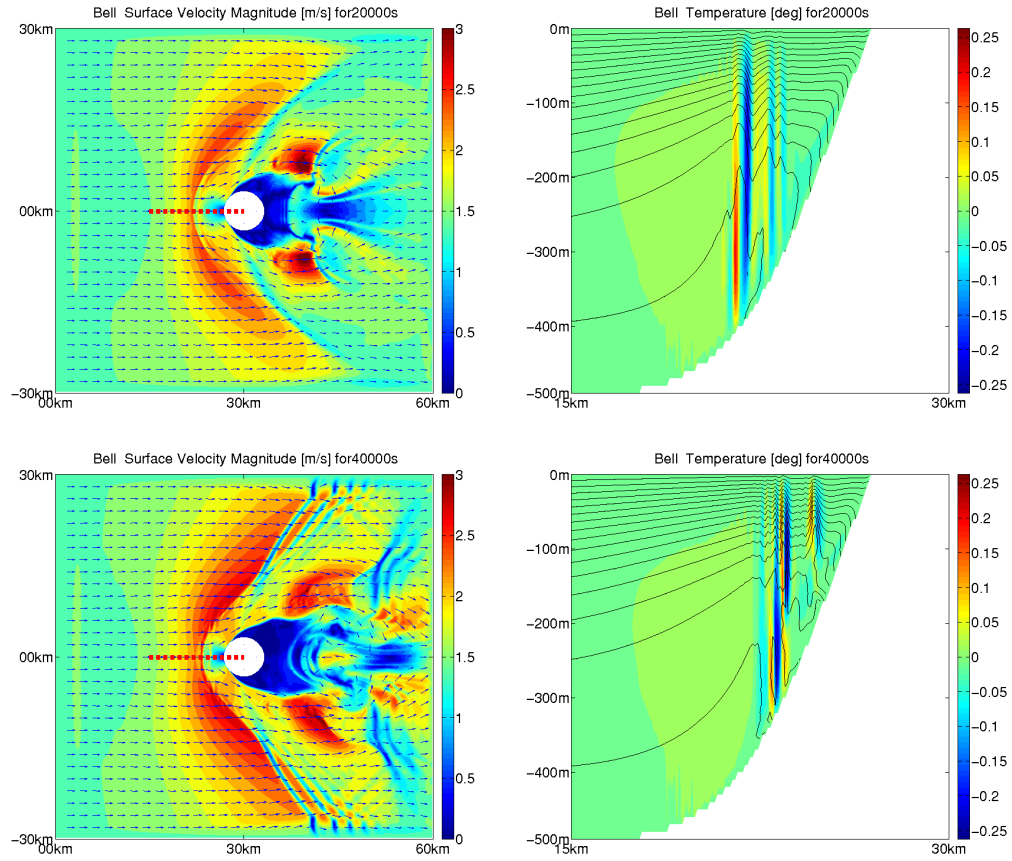 Bell  Surface Velocity Magnitude [m/s] for20000s
30km
00km
−30km
00km
30km
60km
3
2.5
2
1.5
1
0.5
0
Bell  Temperature [deg] for20000s
0m
−100m
−200m
−300m
−400m
−500m
15km
30km
0.25
0.2
0.15
0.1
0.05
0
−0.05
−0.1
−0.15
−0.2
−0.25
Bell  Surface Velocity Magnitude [m/s] for40000s
30km
00km
−30km
00km
30km
60km
3
2.5
2
1.5
1
0.5
0
Bell  Temperature [deg] for40000s
0m
−100m
−200m
−300m
−400m
−500m
15km
30km
0.25
0.2
0.15
0.1
0.05
0
−0.05
−0.1
−0.15
−0.2
−0.25